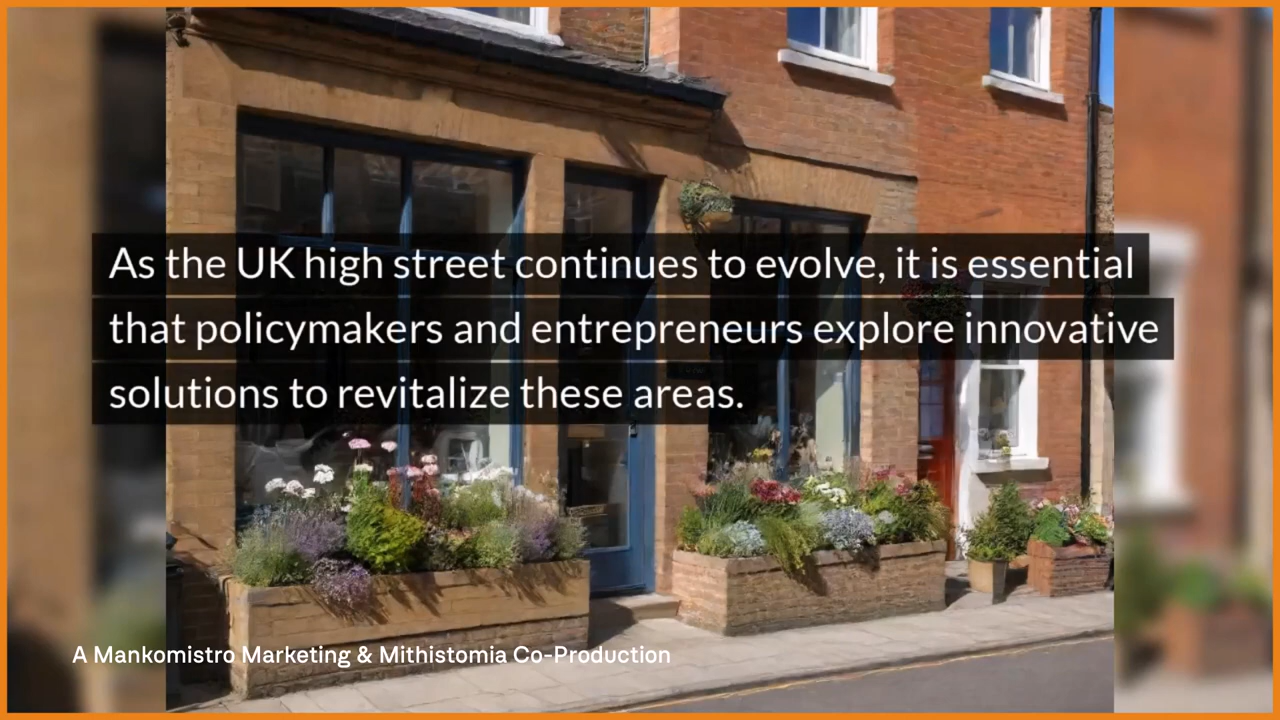 As the UK high street continues to evolve, it is essential
that policymakers and entrepreneurs explore innovative
solutions to revitalize these areas.
A Mankomistro Marketing & Mithistomia Co-Production